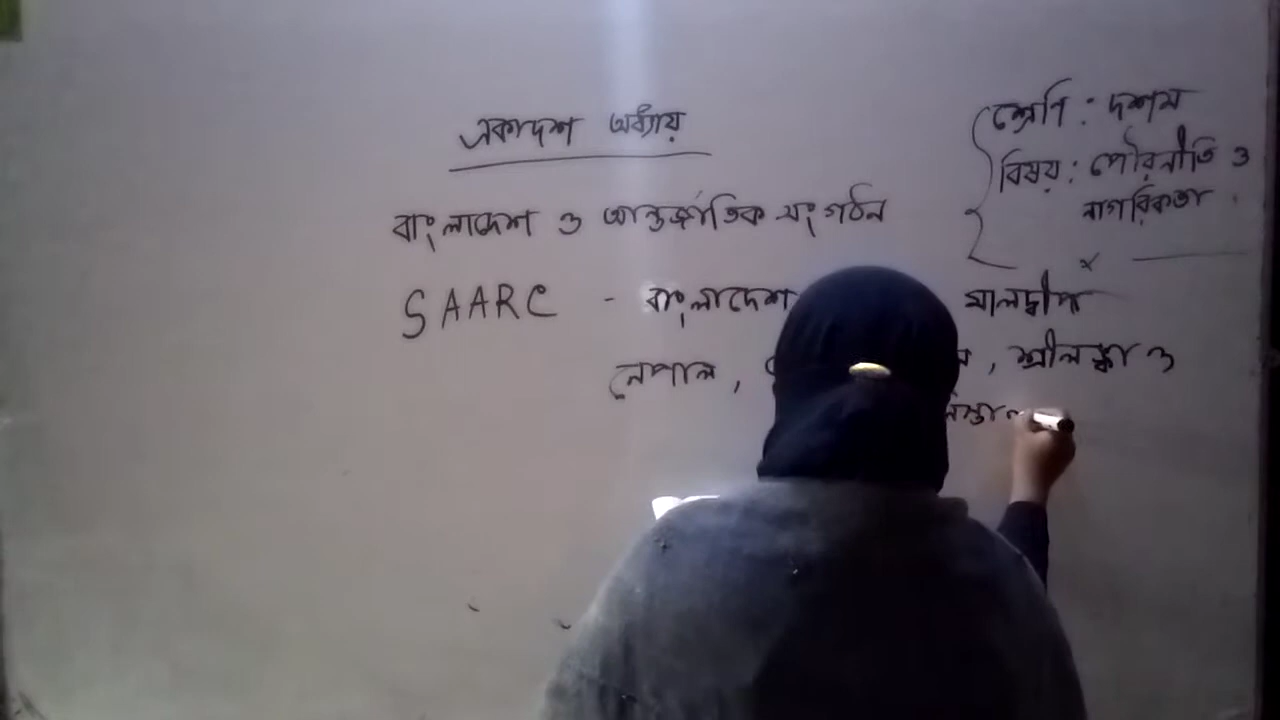 একাদশ অধ্যায়
শ্রেণি : দশম
বিষয় : পৌরনীতি ও
নাগরিকতা
বাংলাদেশ ও আন্তর্জাতিক সংগঠন
SAARC - বাংলাদেশ মালদ্বীপ
নেপাল, , শ্রীলঙ্কা ও